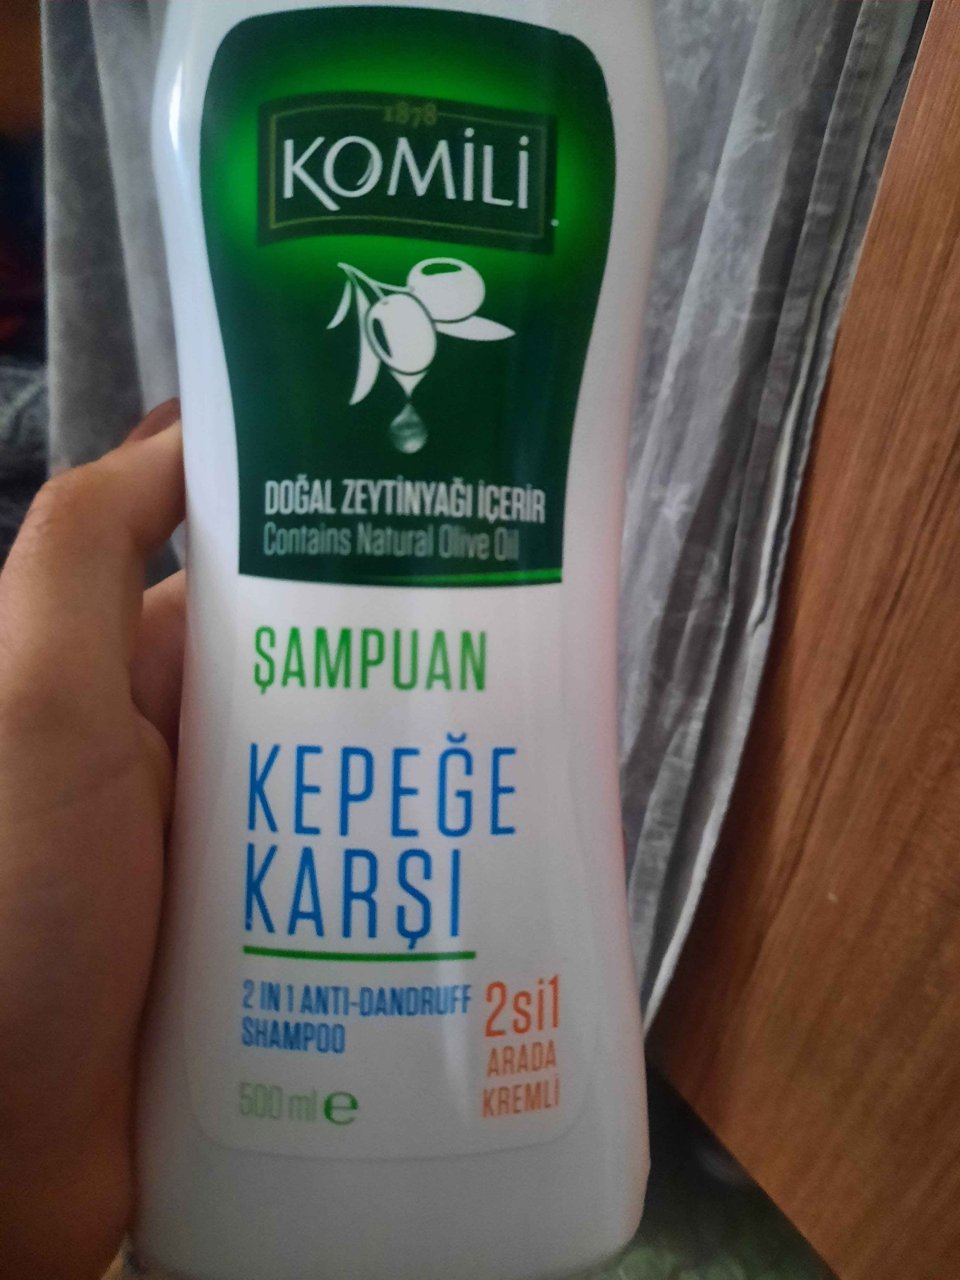 1878
KOMİLİ
DOĞAL ZEYTİNYAĞI İÇERİR
Contains Natural Olive Oil
ŞAMPUAN
KEPEĞE
KARŞI
2 IN 1 ANTI-DANDRUFF
SHAMPOO
2si1
ARADA
KREMLİ
500 ml e